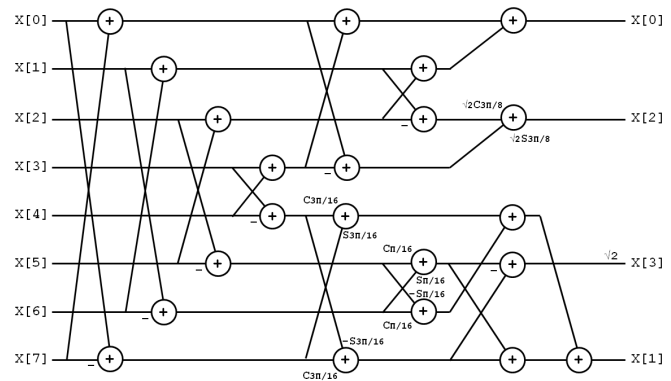 X[0] + + + X[0]
X[1] + +
X[2] + − + √2C3π/8 + X[2]
√2S3π/8
X[3] + − +
C3π/16
X[4] − + + +
S3π/16
Cπ/16 √2
X[5] − + + − + X[3]
Sπ/16
−Sπ/16
X[6] − + +
Cπ/16
−S3π/16
X[7] − + + + + X[1]
C3π/16